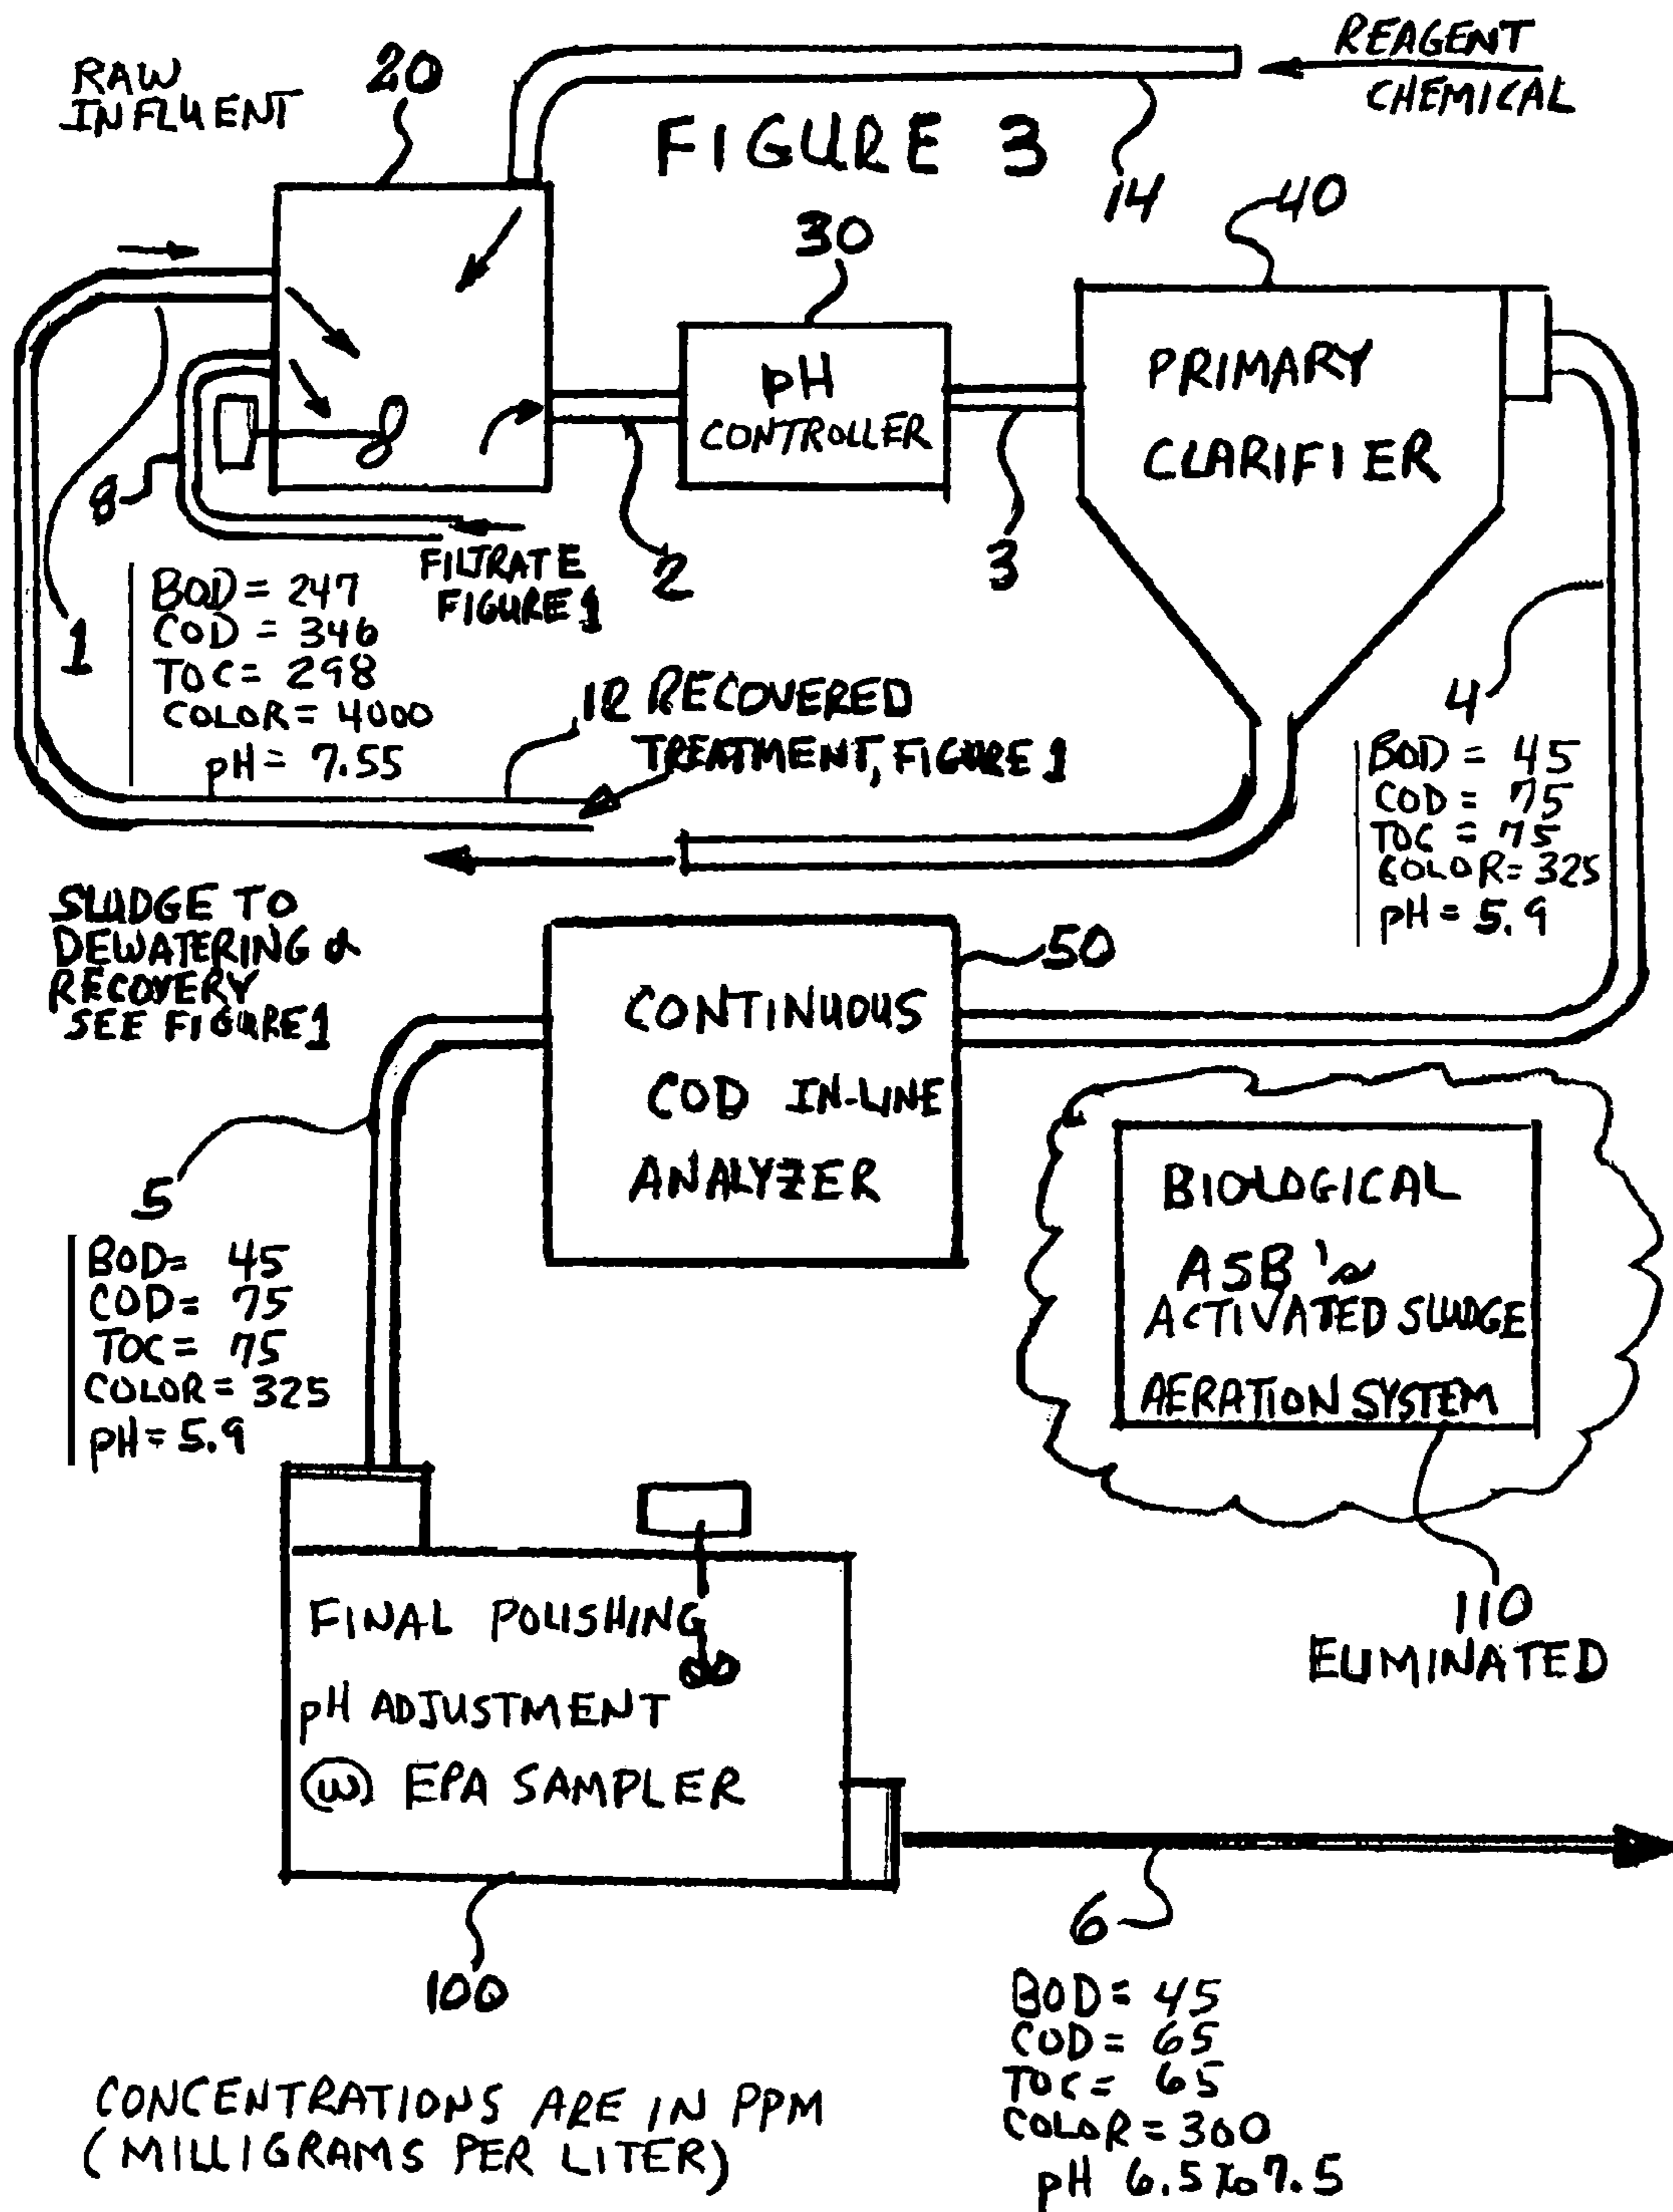 RAW
INFLUENT
20
REAGENT
CHEMICAL
FIGURE 3
14
40
30
pH
CONTROLLER
PRIMARY
CLARIFIER
8
1
2
3
4
FILTRATE
FIGURE 1
BOD = 247
COD = 346
TOC = 298
COLOR = 4000
pH = 7.55
12 RECOVERED
TREATMENT, FIGURE 1
BOD = 45
COD = 75
TOC = 75
COLOR = 325
pH = 5.9
SLUDGE TO
DEWATERING &
RECOVERY
SEE FIGURE 1
50
CONTINUOUS
COD IN-LINE
ANALYZER
5
BOD = 45
COD = 75
TOC = 75
COLOR = 325
pH = 5.9
BIOLOGICAL
ASB's
ACTIVATED SLUDGE
AERATION SYSTEM
110
ELIMINATED
FINAL POLISHING
pH ADJUSTMENT
(W) EPA SAMPLER
100
6
BOD = 45
COD = 65
TOC = 65
COLOR = 300
pH 6.5 to 7.5
CONCENTRATIONS ARE IN PPM
(MILLIGRAMS PER LITER)